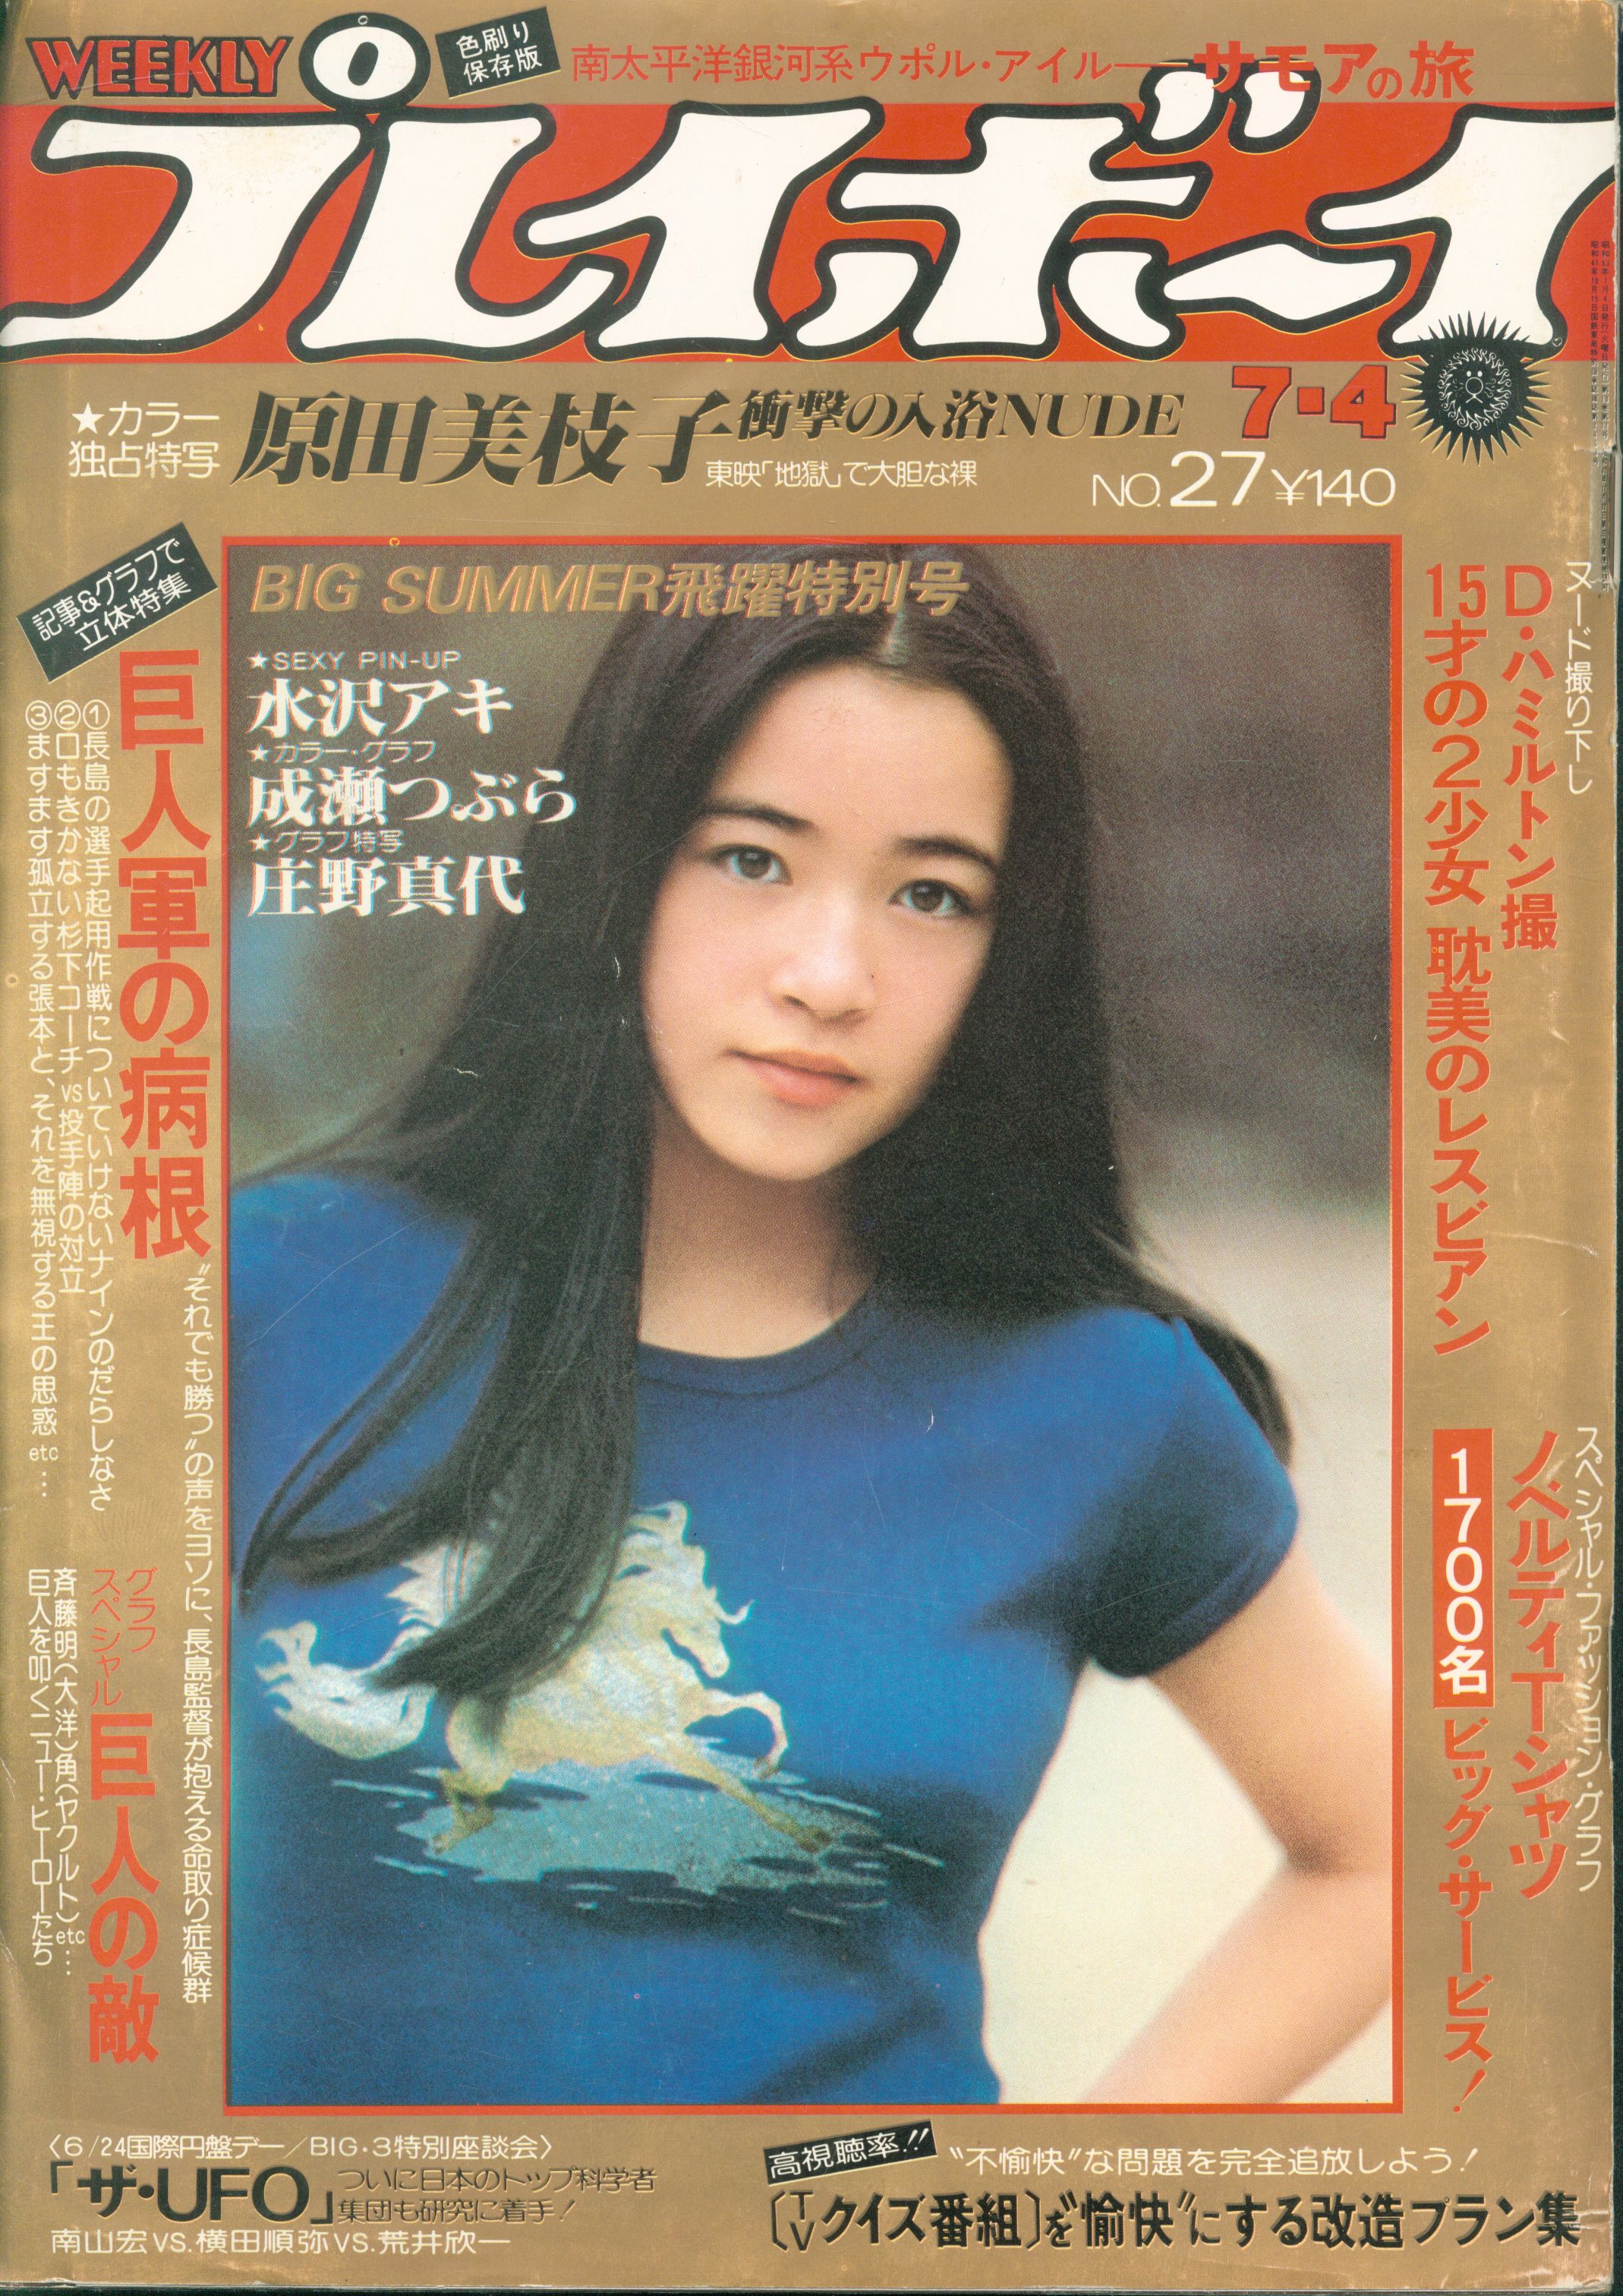 WEEKLY
プレイボーイ
色刷り
保存版
南太平洋銀河系ウポル・アイル──サモアの旅
★カラー
独占特写
原田美枝子
衝撃の入浴NUDE
東映「地獄」で大胆な裸
7・4
NO.27 ¥140
BIG SUMMER飛躍特別号
★SEXY PIN-UP
水沢アキ
★カラー・グラフ
成瀬つぶら
★グラフ特写
庄野真代
ヌード撮り下し
D・ハミルトン撮
15才の2少女 耽美のレスビアン
スペシャル・ファッション・グラフ
ノベルティTーシャツ
1700名ビッグ・サービス!
記事&グラフで
立体特集
巨人軍の病根
①長島の選手起用作戦についていけないナインのだらしなさ
②口もきかない杉下コーチvs投手陣の対立
③ますます孤立する張本と、それを無視する王の思惑etc…
“それでも勝つ”の声をヨソに、長島監督が抱える命取り症候群
グラフ
スペシャル
巨人の敵
斉藤明(大洋)角(ヤクルト)etc…
巨人を叩くニュー・ヒーローたち
〈6/24国際円盤デー/BIG・3特別座談会〉
「ザ・UFO」
ついに日本のトップ科学者
集団も研究に着手!
南山宏VS.横田順弥VS.荒井欣一
高視聴率!!
“不愉快”な問題を完全追放しよう!
〔TVクイズ番組〕を“愉快”にする改造プラン集